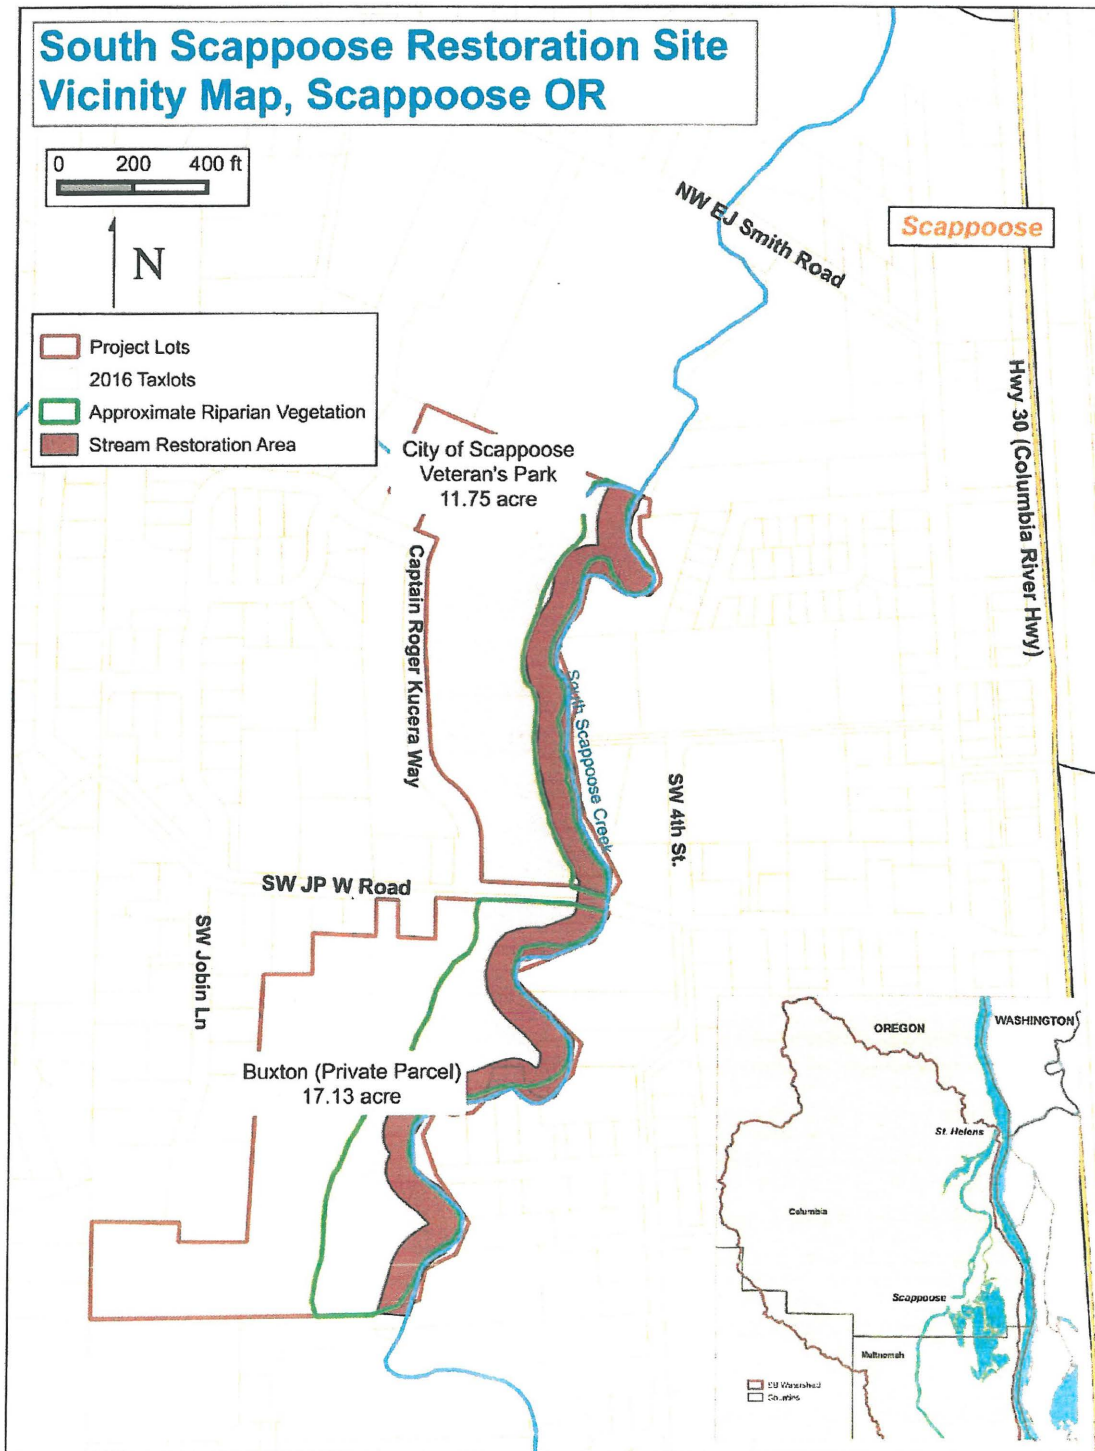 South Scappoose Restoration Site
Vicinity Map, Scappoose OR
0 200 400 ft
N
NW EJ Smith Road
Scappoose
Project Lots
2016 Taxlots
Approximate Riparian Vegetation
Stream Restoration Area
Hwy 30 (Columbia River Hwy)
City of Scappoose
Veteran's Park
11.75 acre
Captain Roger Kucera Way
South Scappoose Creek
SW 4th St.
SW JP W Road
SW Jobin Ln
Buxton (Private Parcel)
17.13 acre
OREGON
WASHINGTON
St. Helens
Columbia
Scappoose
Multnomah
SB Watershed
Counties